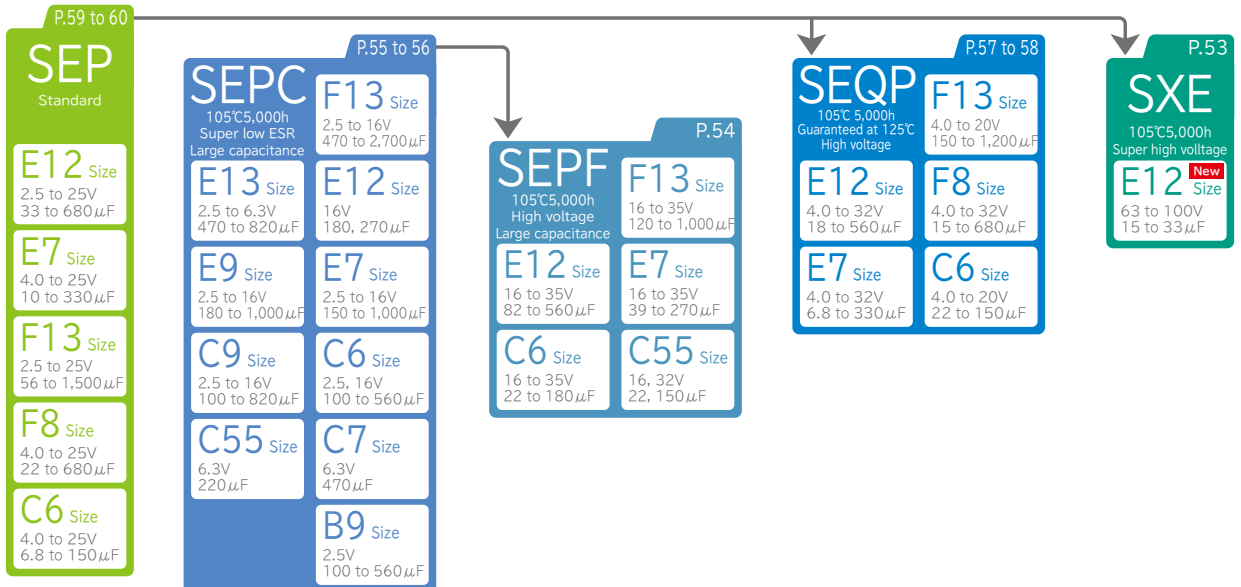 P.59 to 60
SEP
Standard
E12 Size
2.5 to 25V
33 to 680μF
E7 Size
4.0 to 25V
10 to 330μF
F13 Size
2.5 to 25V
56 to 1,500μF
F8 Size
4.0 to 25V
22 to 680μF
C6 Size
4.0 to 25V
6.8 to 150μF
P.55 to 56
SEPC
105℃5,000h
Super low ESR
Large capacitance
F13 Size
2.5 to 16V
470 to 2,700μF
E13 Size
2.5 to 6.3V
470 to 820μF
E12 Size
16V
180, 270μF
E9 Size
2.5 to 16V
180 to 1,000μF
E7 Size
2.5 to 16V
150 to 1,000μF
C9 Size
2.5 to 16V
100 to 820μF
C6 Size
2.5, 16V
100 to 560μF
C55 Size
6.3V
220μF
C7 Size
6.3V
470μF
B9 Size
2.5V
100 to 560μF
P.54
SEPF
105℃5,000h
High voltage
Large capacitance
F13 Size
16 to 35V
120 to 1,000μF
E12 Size
16 to 35V
82 to 560μF
E7 Size
16 to 35V
39 to 270μF
C6 Size
16 to 35V
22 to 180μF
C55 Size
16, 32V
22, 150μF
P.57 to 58
SEQP
105℃ 5,000h
Guaranteed at 125℃
High voltage
F13 Size
4.0 to 20V
150 to 1,200μF
E12 Size
4.0 to 32V
18 to 560μF
F8 Size
4.0 to 32V
15 to 680μF
E7 Size
4.0 to 32V
6.8 to 330μF
C6 Size
4.0 to 20V
22 to 150μF
P.53
SXE
105℃5,000h
Super high volltage
New
E12 Size
63 to 100V
15 to 33μF